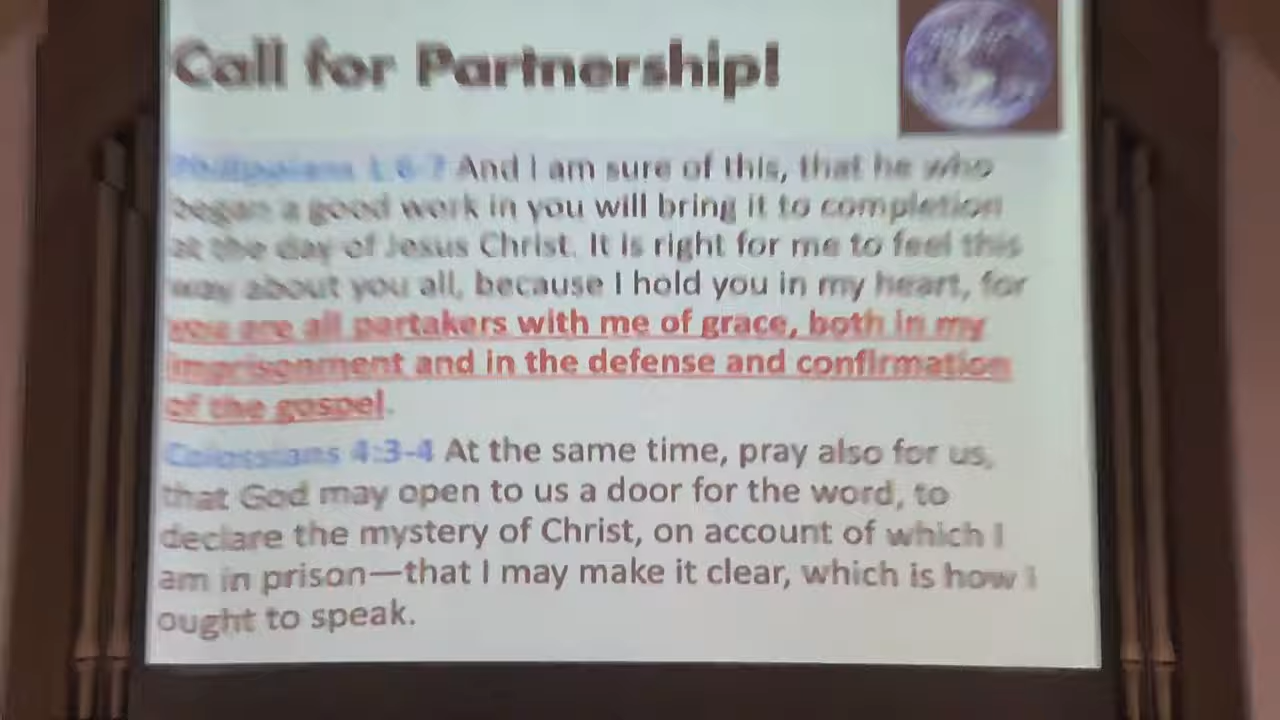 Call for Partnership!
Philippians 1:6-7 And I am sure of this, that he who
began a good work in you will bring it to completion
at the day of Jesus Christ. It is right for me to feel this
way about you all, because I hold you in my heart, for
you are all partakers with me of grace, both in my
imprisonment and in the defense and confirmation
of the gospel.
Colossians 4:3-4 At the same time, pray also for us,
that God may open to us a door for the word, to
declare the mystery of Christ, on account of which I
am in prison—that I may make it clear, which is how I
ought to speak.